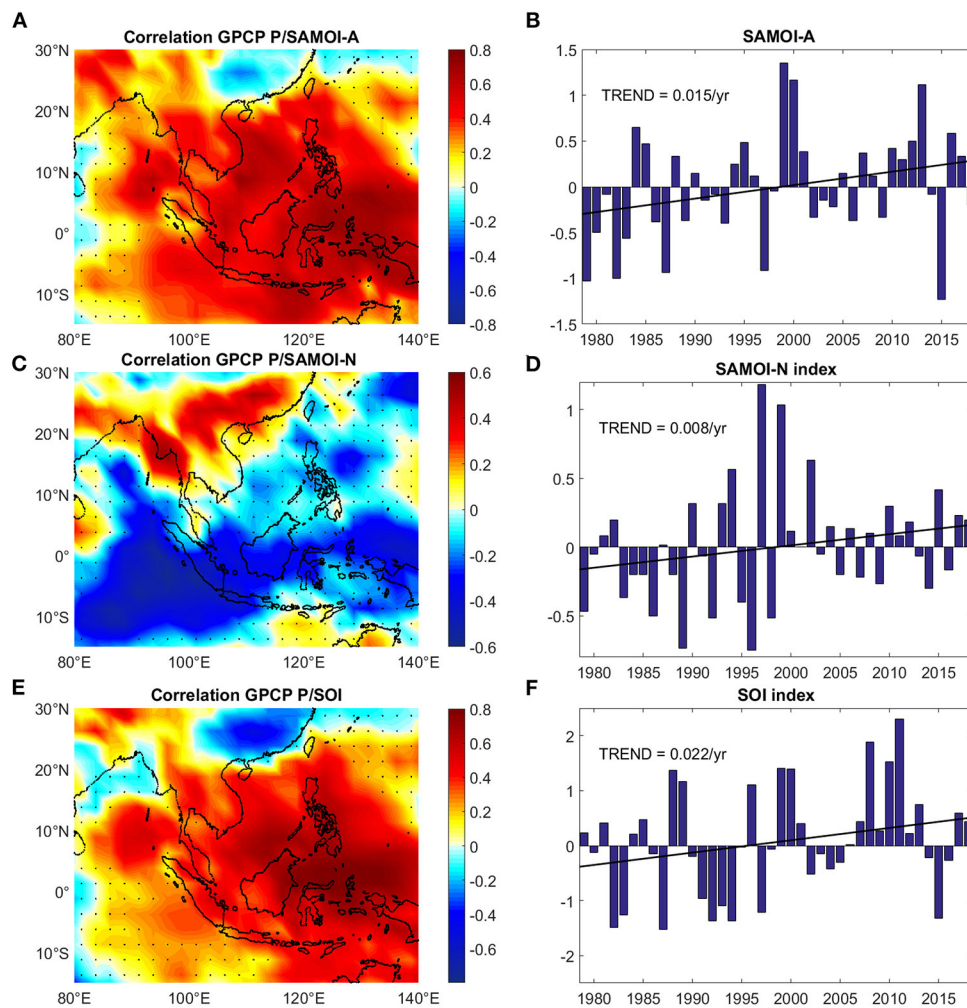 A
Correlation GPCP P/SAMOI-A
30°N
20°N
10°N
0°
10°S
80°E 100°E 120°E 140°E
0.8
0.6
0.4
0.2
0
-0.2
-0.4
-0.6
-0.8
B
SAMOI-A
TREND = 0.015/yr
1.5
1
0.5
0
-0.5
-1
-1.5
1980 1985 1990 1995 2000 2005 2010 2015
C
Correlation GPCP P/SAMOI-N
30°N
20°N
10°N
0°
10°S
80°E 100°E 120°E 140°E
0.6
0.4
0.2
0
-0.2
-0.4
-0.6
D
SAMOI-N index
TREND = 0.008/yr
1
0.5
0
-0.5
1980 1985 1990 1995 2000 2005 2010 2015
E
Correlation GPCP P/SOI
30°N
20°N
10°N
0°
10°S
80°E 100°E 120°E 140°E
0.8
0.6
0.4
0.2
0
-0.2
-0.4
-0.6
F
SOI index
TREND = 0.022/yr
2
1
0
-1
-2
1980 1985 1990 1995 2000 2005 2010 2015